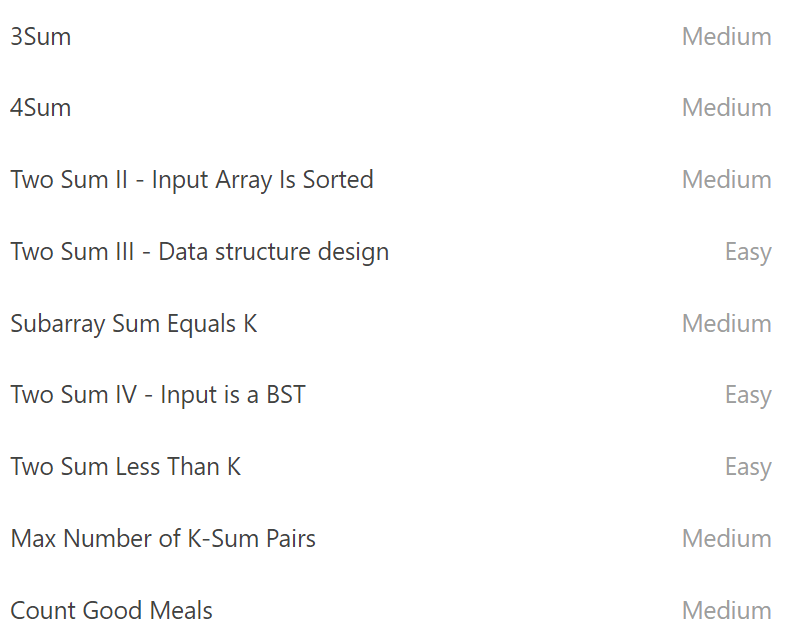 3Sum Medium
4Sum Medium
Two Sum II - Input Array Is Sorted Medium
Two Sum III - Data structure design Easy
Subarray Sum Equals K Medium
Two Sum IV - Input is a BST Easy
Two Sum Less Than K Easy
Max Number of K-Sum Pairs Medium
Count Good Meals Medium